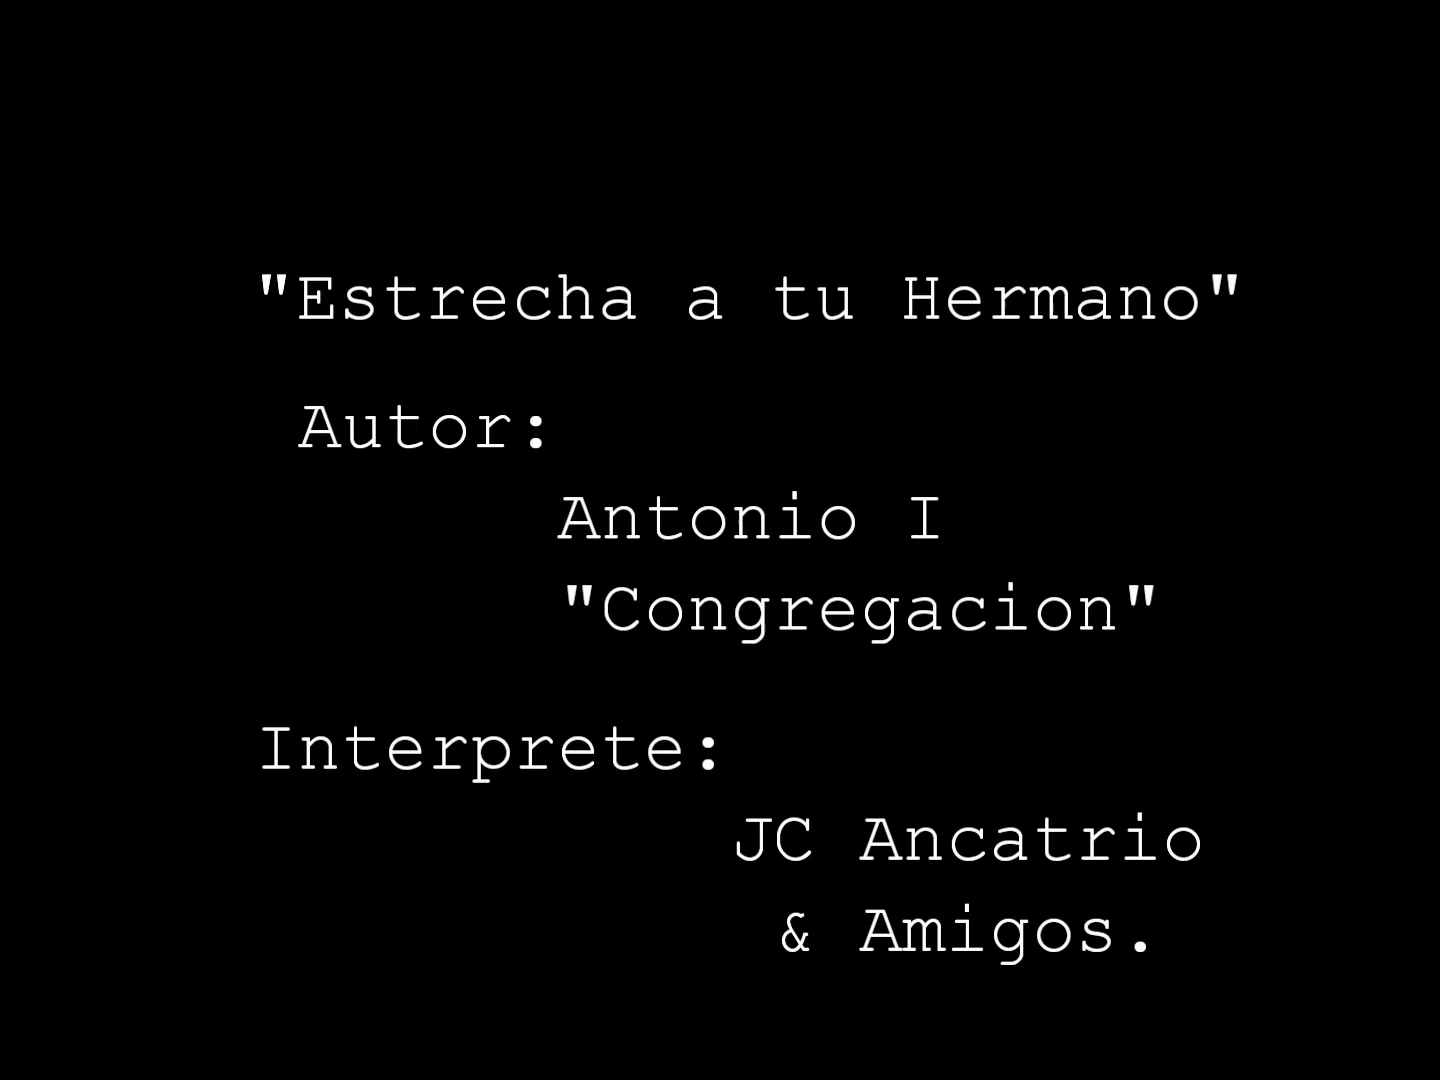 "Estrecha a tu Hermano"
Autor:
Antonio I
"Congregacion"
Interprete:
JC Ancatrio
& Amigos.